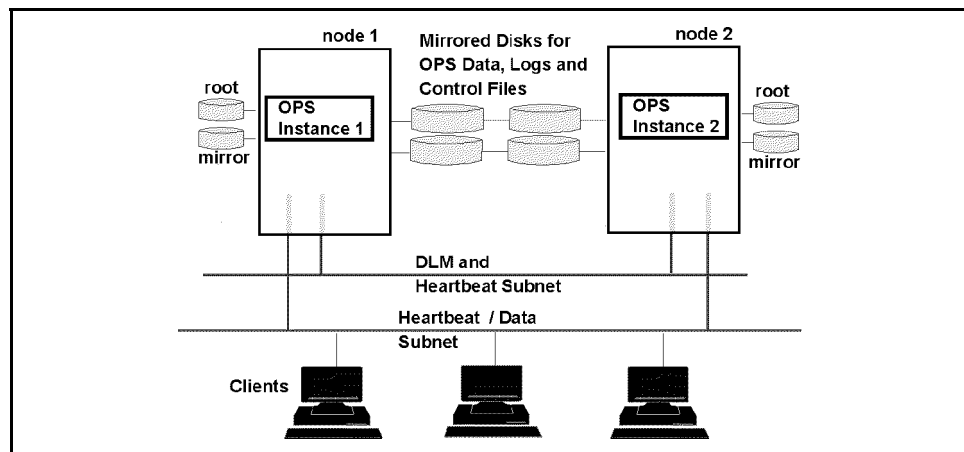 node 1
Mirrored Disks for
OPS Data, Logs and
Control Files
node 2
root
mirror
OPS
Instance 1
OPS
Instance 2
root
mirror
DLM and
Heartbeat Subnet
Heartbeat / Data
Subnet
Clients